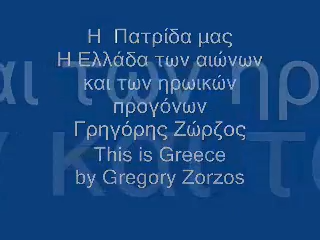 Η  Πατρίδα μας
Η Ελλάδα των αιώνων
και των ηρωικών
προγόνων
Γρηγόρης Ζώρζος
This is Greece
by Gregory Zorzos